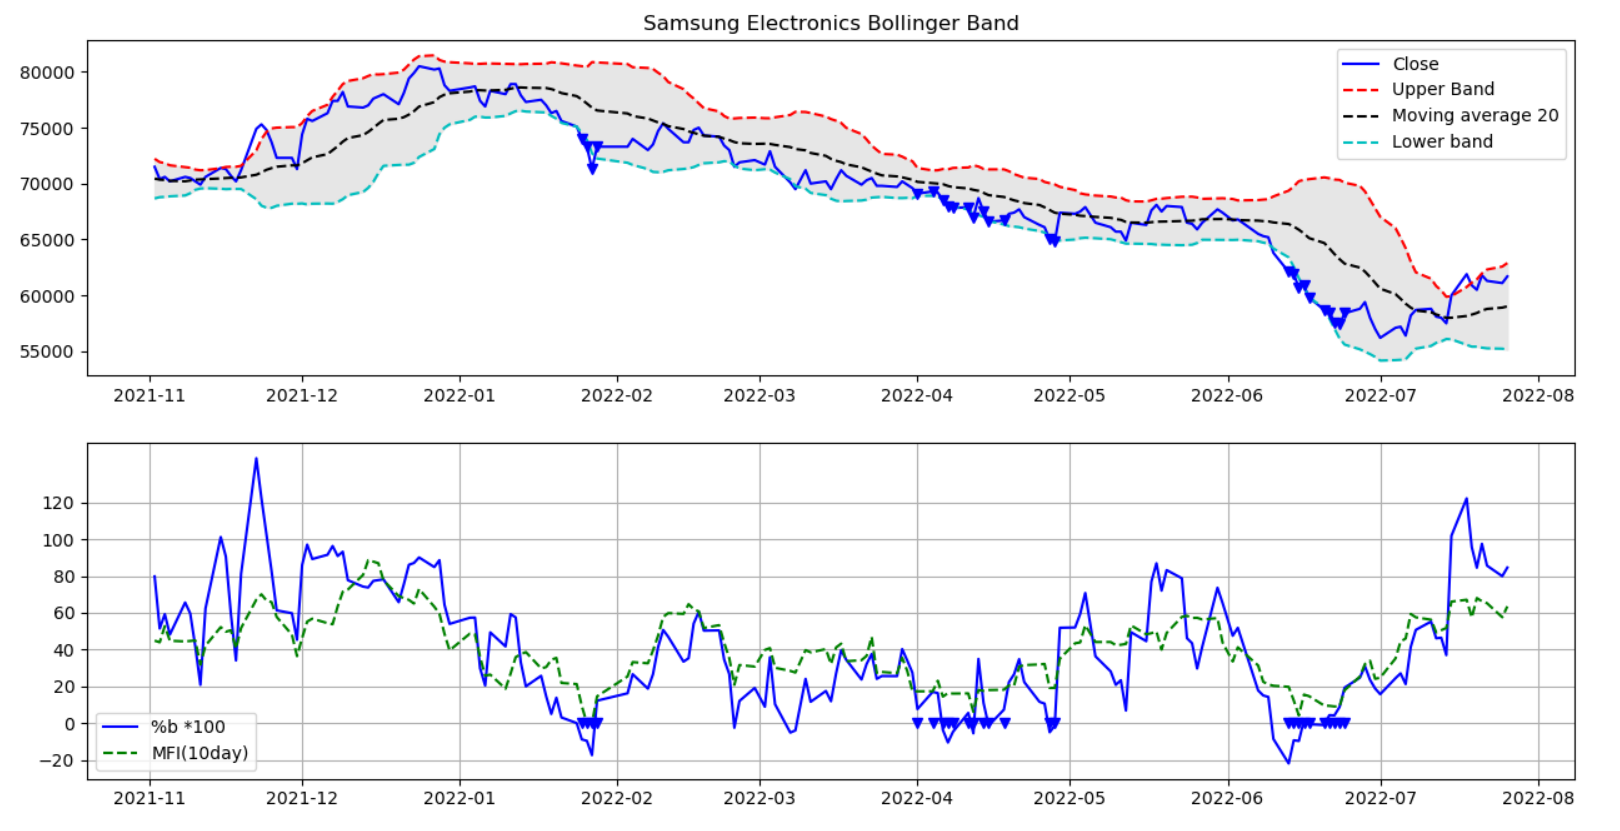 Samsung Electronics Bollinger Band
80000
75000
70000
65000
60000
55000
Close
Upper Band
Moving average 20
Lower band
2021-11 2021-12 2022-01 2022-02 2022-03 2022-04 2022-05 2022-06 2022-07 2022-08
120
100
80
60
40
20
0
−20
%b *100
MFI(10day)
2021-11 2021-12 2022-01 2022-02 2022-03 2022-04 2022-05 2022-06 2022-07 2022-08